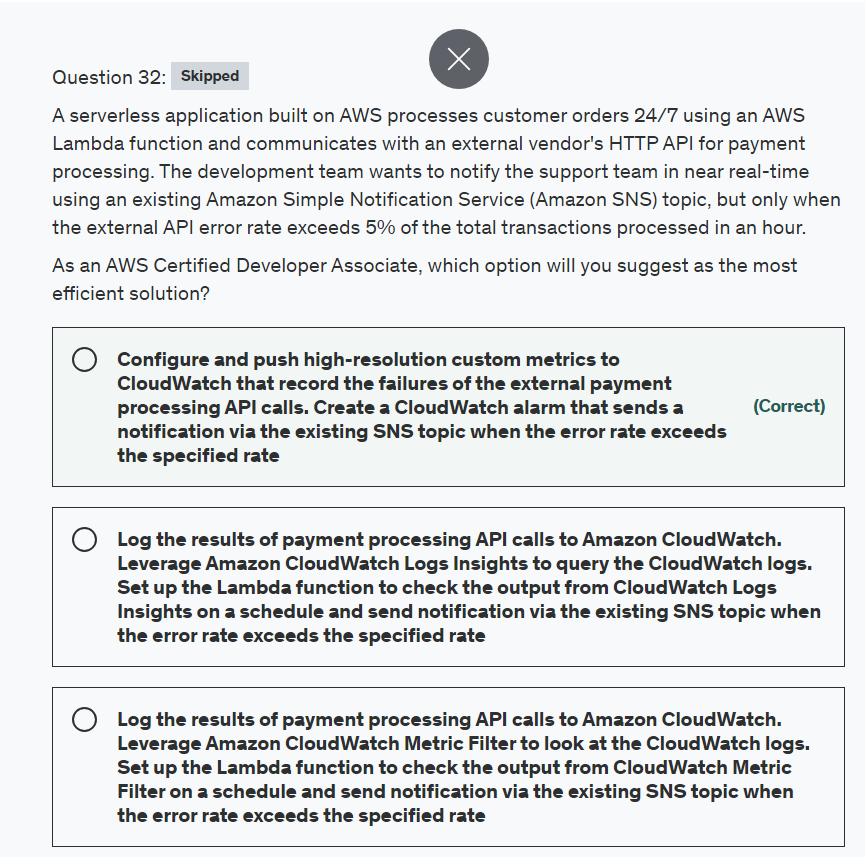 Question 32: Skipped
A serverless application built on AWS processes customer orders 24/7 using an AWS
Lambda function and communicates with an external vendor's HTTP API for payment
processing. The development team wants to notify the support team in near real-time
using an existing Amazon Simple Notification Service (Amazon SNS) topic, but only when
the external API error rate exceeds 5% of the total transactions processed in an hour.
As an AWS Certified Developer Associate, which option will you suggest as the most
efficient solution?
Configure and push high-resolution custom metrics to
CloudWatch that record the failures of the external payment
processing API calls. Create a CloudWatch alarm that sends a
notification via the existing SNS topic when the error rate exceeds
the specified rate
(Correct)
Log the results of payment processing API calls to Amazon CloudWatch.
Leverage Amazon CloudWatch Logs Insights to query the CloudWatch logs.
Set up the Lambda function to check the output from CloudWatch Logs
Insights on a schedule and send notification via the existing SNS topic when
the error rate exceeds the specified rate
Log the results of payment processing API calls to Amazon CloudWatch.
Leverage Amazon CloudWatch Metric Filter to look at the CloudWatch logs.
Set up the Lambda function to check the output from CloudWatch Metric
Filter on a schedule and send notification via the existing SNS topic when
the error rate exceeds the specified rate